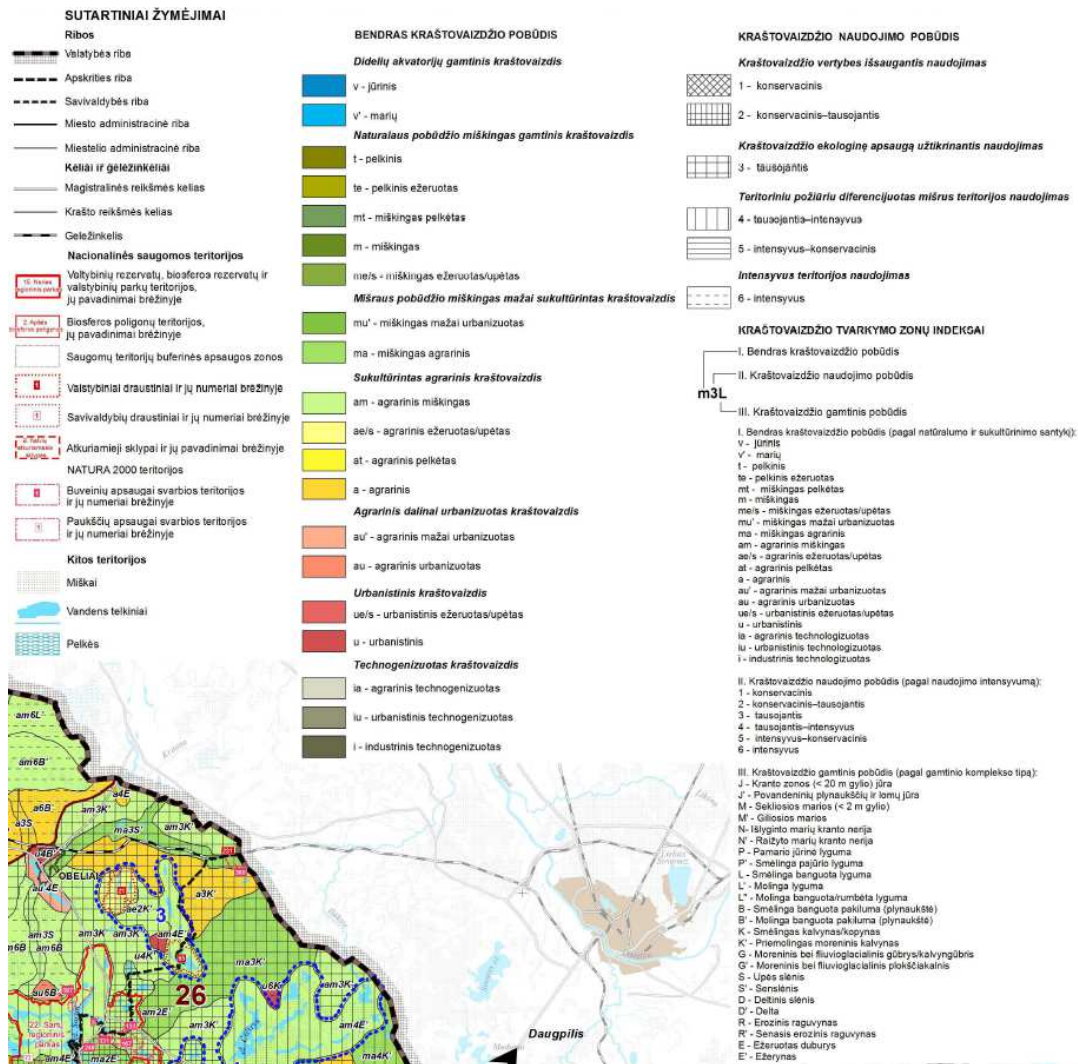 SUTARTINIAI ŽYMĖJIMAI
Ribos
Valstybės riba
Apskrities riba
Savivaldybės riba
Miesto administracinė riba
Miestelio adminkacinė riba
Keliai ir geležinkeliai
Magistralinės reikšmės kelias
Krašto reikšmės kelias
Geležinkelis
Nacionalinės saugomos teritorijos
Valtybinių rezervatų, biosferos rezervatų ir
valstybinių parkų teritorijos,
jų pavadinimai brėžinyje
Biosferos poligonų teritorijos,
jų pavadinimai brėžinyje
Saugomų teritorijų buferinės apsaugos zonos
Valstybiniai draustiniai ir jų numeriai brėžinyje
Savivaldybių draustiniai ir jų numeriai brėžinyje
Atkuriamieji sklypai ir jų pavadinimai brėžinyje
NATURA 2000 teritorijos
Buveinių apsaugai svarbios teritorijos
ir jų numeriai brėžinyje
Paukščių apsaugai svarbios teritorijos
ir jų numeriai brėžinyje
Kitos teritorijos
Miškai
Vandens telkiniai
Pelkės
BENDRAS KRAŠTOVAIZDŽIO POBŪDIS
Didelių akvatorijų gamtinis kraštovaizdis
v - jūrinis
v' - marių
Naturalaus pobūdžio miškingas gamtinis kraštovaizdis
t - pelkinis
te - pelkinis ežeruotas
mt - miškingas pelkėtas
m - miškingas
me/s - miškingas ežeruotas/upėtas
Mišraus pobūdžio miškingas mažai sukultūrintas kraštovaizdis
mu' - miškingas mažai urbanizuotas
ma - miškingas agrarinis
Sukultūrintas agrarinis kraštovaizdis
am - agrarinis miškingas
ae/s - agrarinis ežeruotas/upėtas
at - agrarinis pelkėtas
a - agrarinis
Agrarinis dalinai urbanizuotas kraštovaizdis
au' - agrarinis mažai urbanizuotas
au - agrarinis urbanizuotas
Urbanistinis kraštovaizdis
ue/s - urbanistinis ežeruotas/upėtas
u - urbanistinis
Technogenizuotas kraštovaizdis
ia - agrarinis technogenizuotas
iu - urbanistinis technogenizuotas
i - industrinis technogenizuotas
KRAŠTOVAIZDŽIO NAUDOJIMO POBŪDIS
Kraštovaizdžio vertybes išsaugantis naudojimas
1 - konservacinis
2 - konservacinis–tausojantis
Kraštovaizdžio ekologinę apsaugą užtikrinantis naudojimas
3 - tausojantis
Teritoriniu požiūriu diferencijuotas mišrus teritorijos naudojimas
4 - tausojantis–intensyvus
5 - intensyvus–konservacinis
Intensyvus teritorijos naudojimas
6 - intensyvus
KRAŠTOVAIZDŽIO TVARKYMO ZONŲ INDEKSAI
I. Bendras kraštovaizdžio pobūdis
II. Kraštovaizdžio naudojimo pobūdis
m3L
III. Kraštovaizdžio gamtinis pobūdis
I. Bendras kraštovaizdžio pobūdis (pagal natūralumo ir sukultūrinimo santykį):
v - jūrinis
v' - marių
t - pelkinis
te - pelkinis ežeruotas
mt - miškingas pelkėtas
m - miškingas
me/s - miškingas ežeruotas/upėtas
mu' - miškingas mažai urbanizuotas
ma - miškingas agrarinis
am - agrarinis miškingas
ae/s - agrarinis ežeruotas/upėtas
at - agrarinis pelkėtas
a - agrarinis
au' - agrarinis mažai urbanizuotas
au - agrarinis urbanizuotas
ue/s - urbanistinis ežeruotas/upėtas
u - urbanistinis
ia - agrarinis technologizuotas
iu - urbanistinis technologizuotas
i - industrinis technologizuotas
II. Kraštovaizdžio naudojimo pobūdis (pagal naudojimo intensyvumą):
1 - konservacinis
2 - konservacinis–tausojantis
3 - tausojantis
4 - tausojantis–intensyvus
5 - intensyvus–konservacinis
6 - intensyvus
III. Kraštovaizdžio gamtinis pobūdis (pagal gamtinio komplekso tipą):
J - Kranto zonos (< 20 m gylio) jūra
J' - Povandeninių plynaukščių ir lomų jūra
M - Sekliosios marios (< 2 m gylio)
M' - Giliosios marios
N - Išlyginto marių kranto nerija
N' - Raižyto marių kranto nerija
P - Pamario jūrinė lyguma
P' - Smėlinga pajūrio lyguma
L - Smėlinga banguota lyguma
L' - Molinga lyguma
L" - Molinga banguota/rumbėta lyguma
B - Smėlinga banguota pakiluma (plynaukštė)
B' - Molinga banguota pakiluma (plynaukštė)
K - Smėlingas kalvynas/kopynas
K' - Priemolingas moreninis kalvynas
G - Moreninis bei fliuvioglacialinis gūbrys/kalvyngūbris
G' - Moreninis bei fliuvioglacialinis plokščiakalnis
S - Upės slėnis
S' - Senslėnis
D - Deltinis slėnis
D' - Delta
R - Erozinis raguvynas
R' - Senasis erozinis raguvynas
E - Ežeruotas duburys
E' - Ežerynas
am6L'
am6B'
a6B'
a4E
am3K'
a3S
ma3S'
am3K'
u4B'
OBELIAI
au4E
a3K'
ae2K'
3
am3S
am3K
am3K'
am4E
am6B
am6B'
u4K'
ma3K'
26
u6K'
am3K'
au6B'
am2E'
am3K'
am4E'
am4E
ma2E
ma4K'
Daugpilis